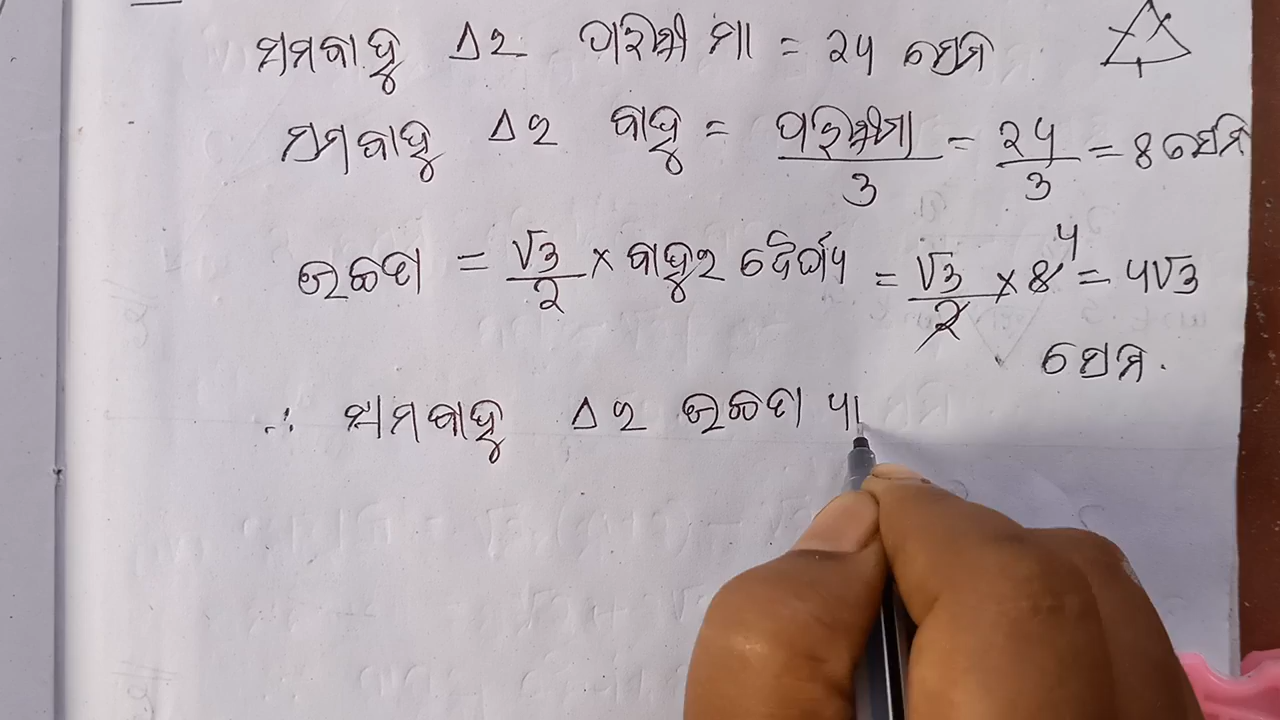 ସମବାହୁ Δ ର ପରିସୀମା = 24 ସେମି
ସମବାହୁ Δ ର ବାହୁ = ପରିସୀମା / 3 = 24 / 3 = 8 ସେମି
ଉଚ୍ଚତା = √3 / 2 × ବାହୁର ଦୈର୍ଘ୍ୟ = √3 / 2 × 8 4 = 4√3
ସେମି.
∴ ସମବାହୁ Δ ର ଉଚ୍ଚତା 4